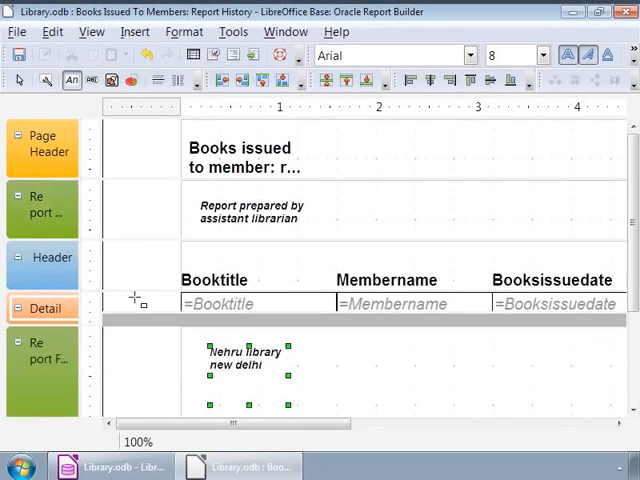 Library.odb : Books Issued To Members: Report History - LibreOffice Base: Oracle Report Builder
File Edit View Insert Format Tools Window Help
Arial 8
An ABC
1 2 3 4
Page
Header
Books issued
to member: r...
Re
port ...
Report prepared by
assistant librarian
Header
Booktitle Membername Booksissuedate
Detail
=Booktitle =Membername =Booksissuedate
Re
port F...
Nehru library
new delhi
100%
Library.odb - Libr... Library.odb : Boo...